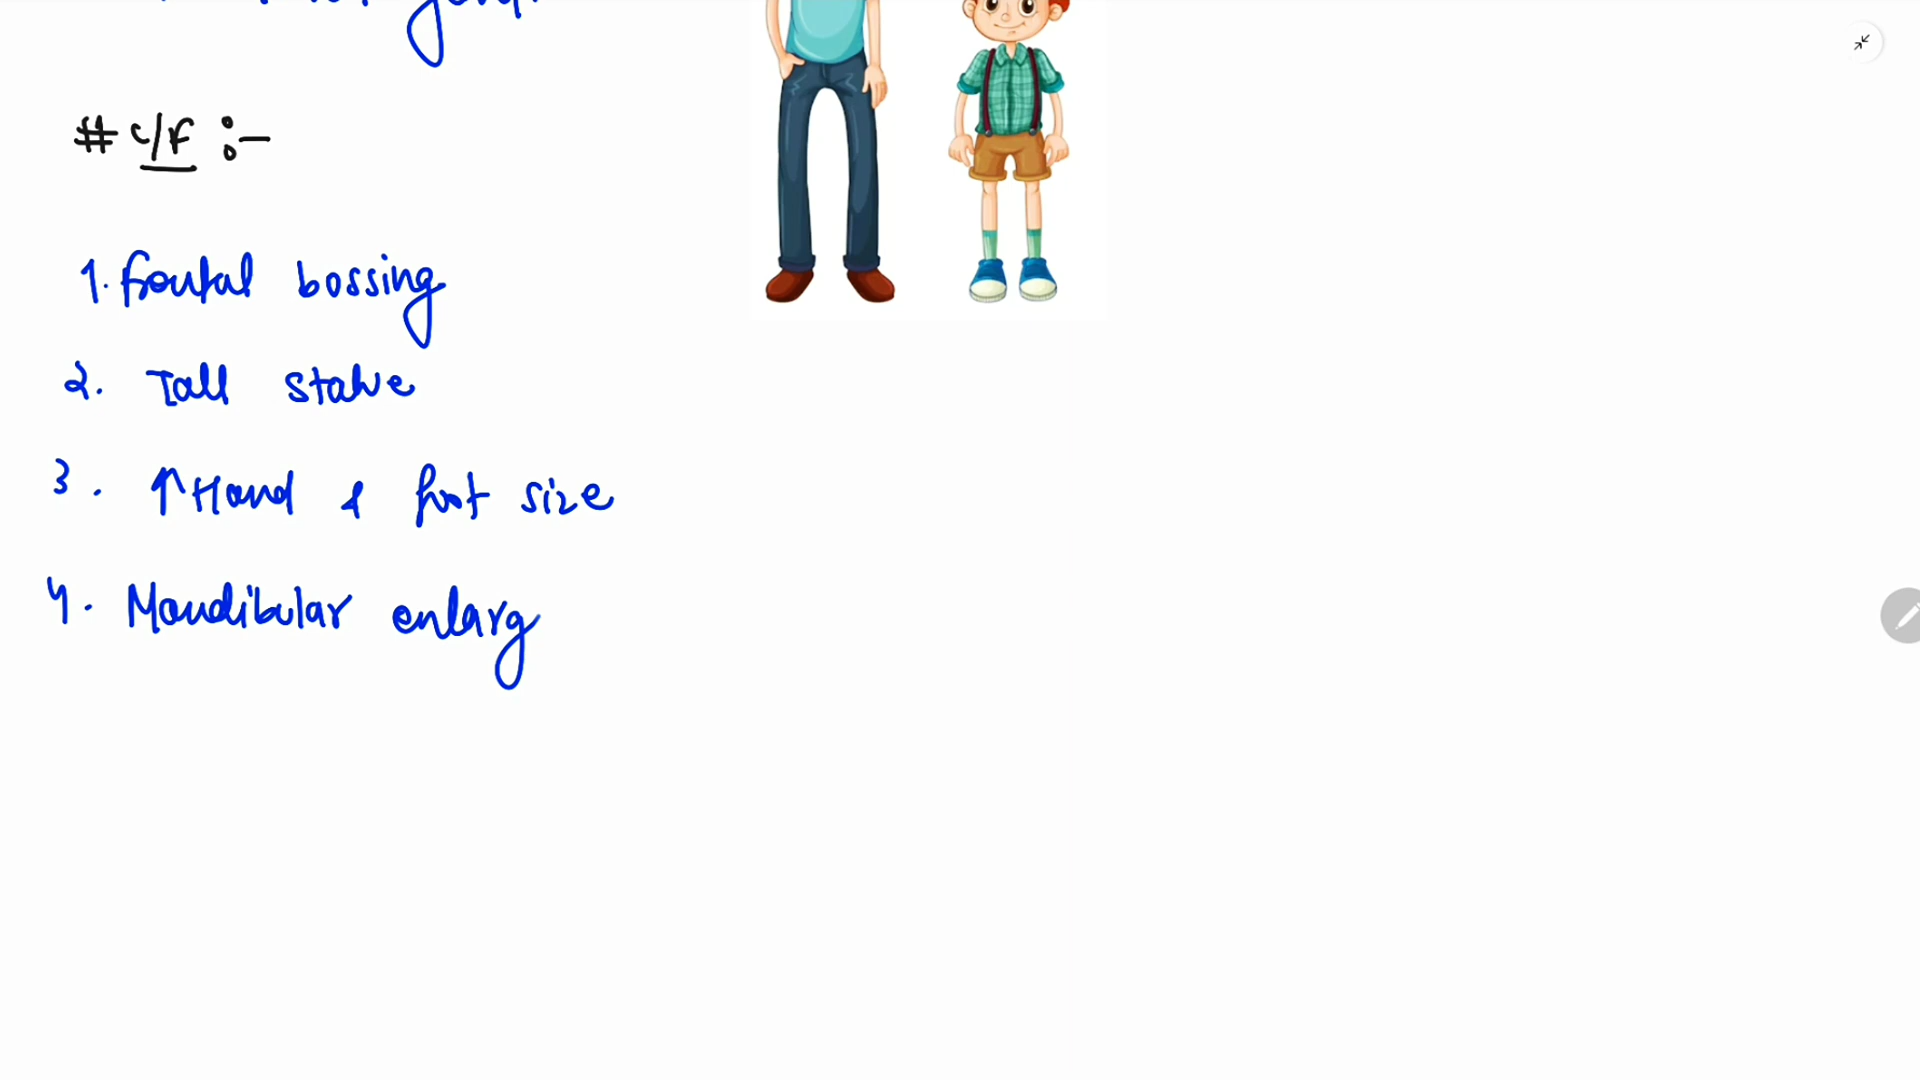 # C/F :-
1. frontal bossing
2. Tall stature
3. ↑ Hand & foot size
4. Mandibular enlarg